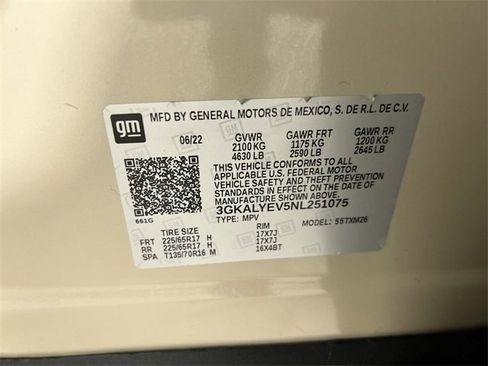 MFD BY GENERAL MOTORS DE MEXICO, S. DE R.L. DE C.V.
gm
06/22 GVWR GAWR FRT GAWR RR
2100 KG 1175 KG 1200 KG
4630 LB 2590 LB 2645 LB
THIS VEHICLE CONFORMS TO ALL
APPLICABLE U.S. FEDERAL MOTOR
VEHICLE SAFETY AND THEFT PREVENTION
STANDARDS IN EFFECT ON THE DATE OF
MANUFACTURE SHOWN ABOVE.
3GKALYEV5NL251075
661G TYPE: MPV MODEL: 55TXM26
TIRE SIZE RIM
FRT 225/65R17 H 17X7J
RR 225/65R17 H 17X7J
SPA T135/70R16 M 16X4BT